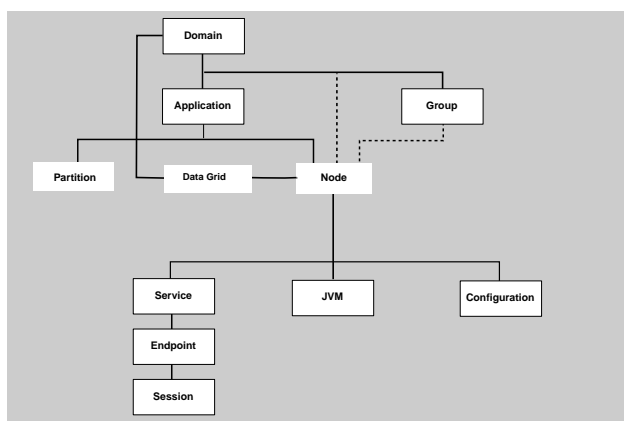 Domain
Application
Group
Partition
Data Grid
Node
Service
JVM
Configuration
Endpoint
Session